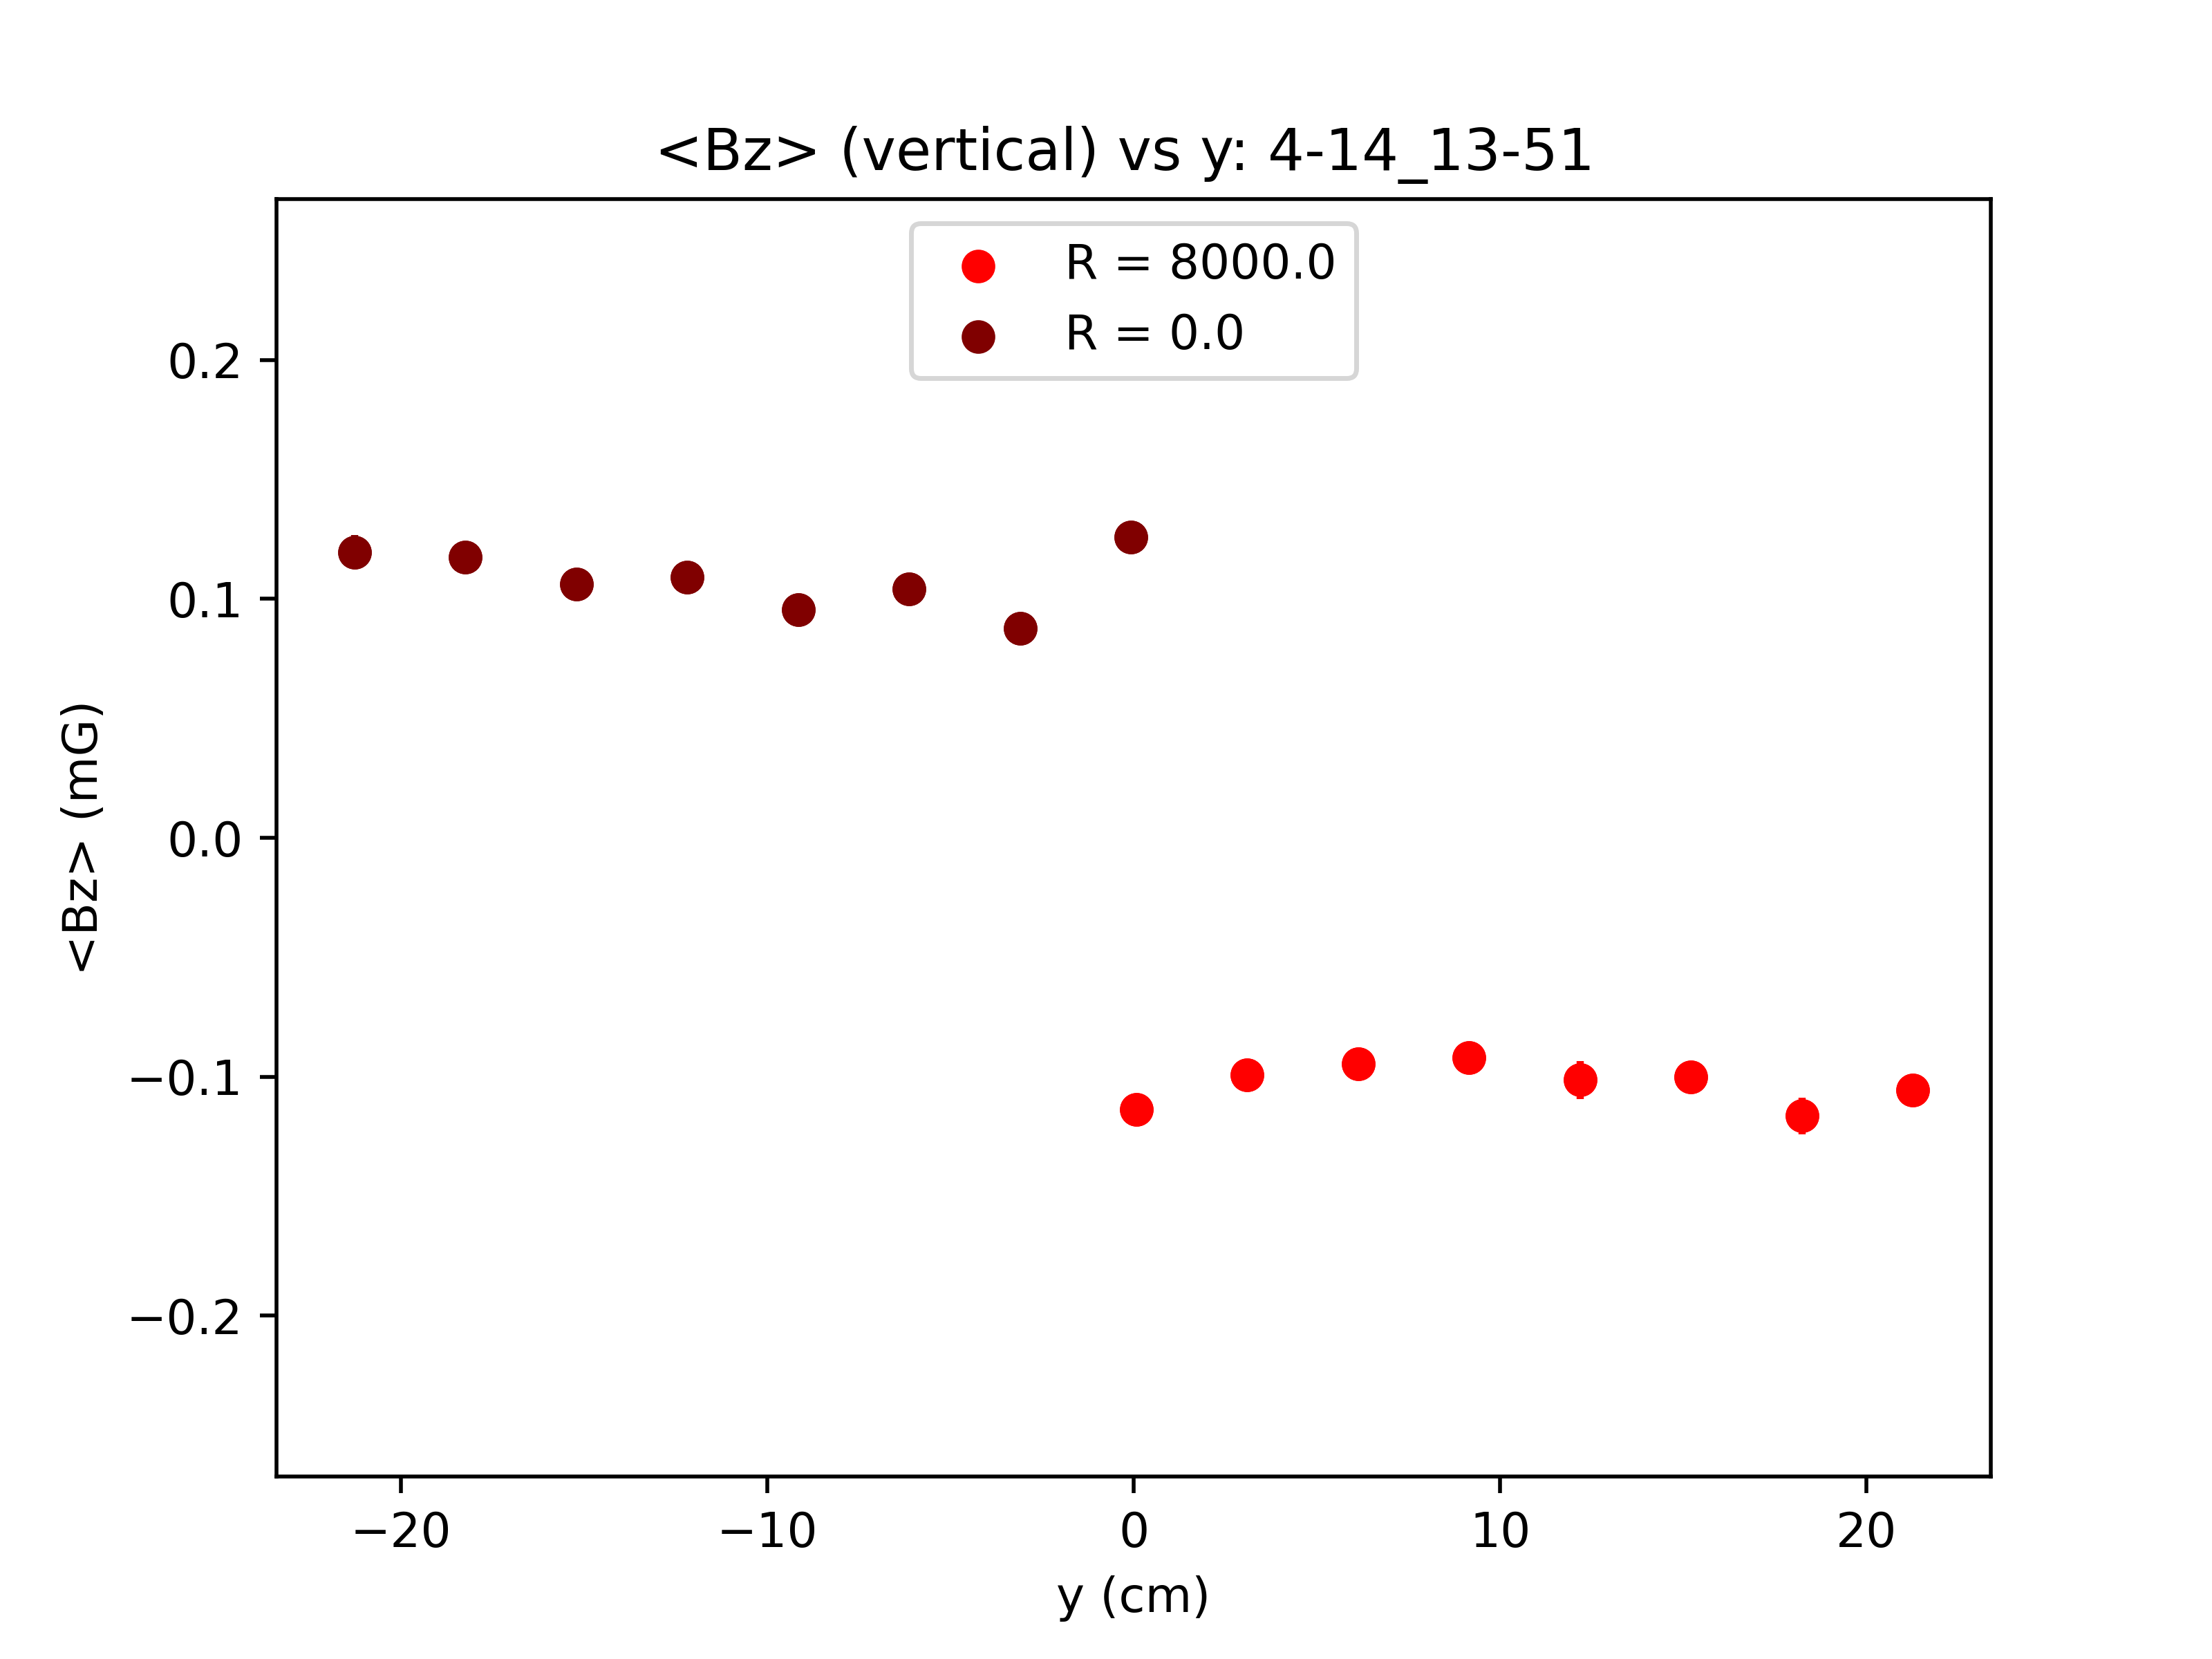 <Bz> (vertical) vs y: 4-14_13-51
R = 8000.0
R = 0.0
<Bz> (mG)
0.2
0.1
0.0
−0.1
−0.2
−20 −10 0 10 20
y (cm)